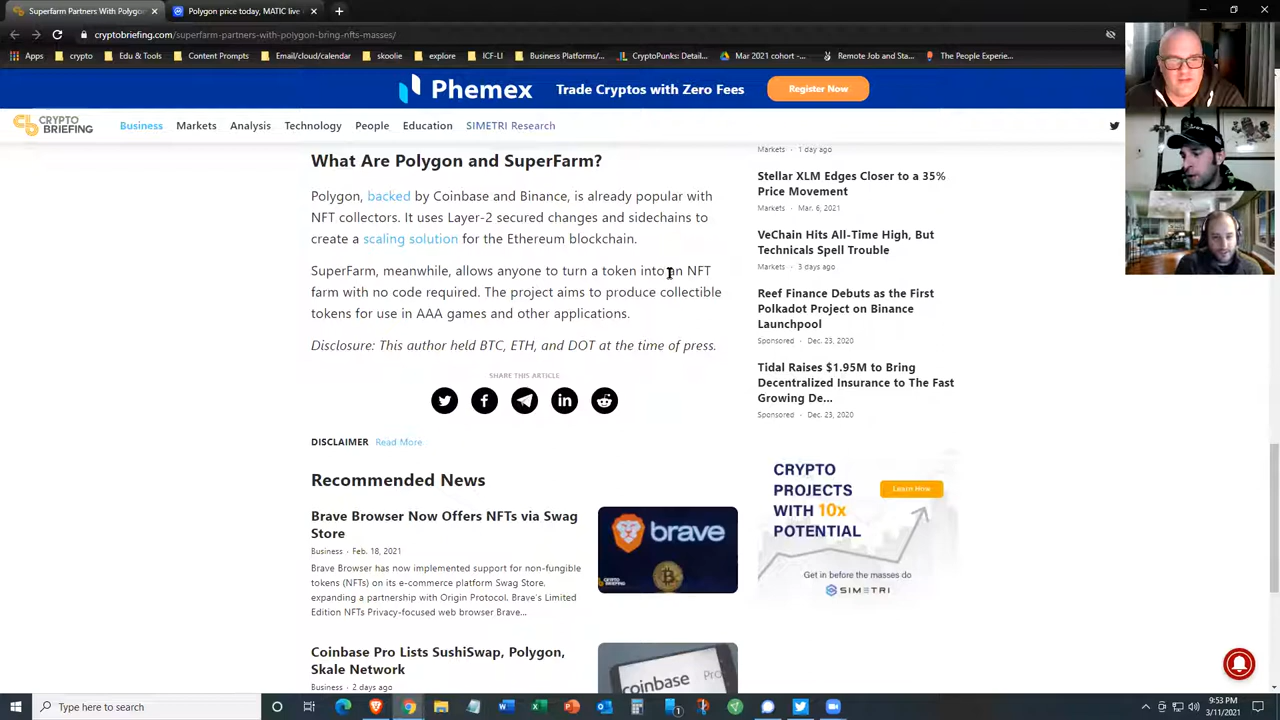 SuperFarm Partners With Polygon
Polygon price today, MATIC live
cryptobriefing.com/superfarm-partners-with-polygon-bring-nfts-masses/
Apps
crypto
Edu & Tools
Content Prompts
Email/cloud/calendar
skoolie
explore
ICF-LI
Business Platforms/...
CryptoPunks: Detail...
Mar 2021 cohort -...
Remote Job and Sta...
The People Experie...
Phemex
Trade Cryptos with Zero Fees
Register Now
CRYPTO
BRIEFING
Business
Markets
Analysis
Technology
People
Education
SIMETRI Research
What Are Polygon and SuperFarm?
Polygon, backed by Coinbase and Binance, is already popular with
NFT collectors. It uses Layer-2 secured changes and sidechains to
create a scaling solution for the Ethereum blockchain.
SuperFarm, meanwhile, allows anyone to turn a token into an NFT
farm with no code required. The project aims to produce collectible
tokens for use in AAA games and other applications.
Disclosure: This author held BTC, ETH, and DOT at the time of press.
SHARE THIS ARTICLE
DISCLAIMER Read More
Recommended News
Brave Browser Now Offers NFTs via Swag
Store
Business - Feb. 18, 2021
Brave Browser has now implemented support for non-fungible
tokens (NFTs) on its e-commerce platform Swag Store,
expanding a partnership with Origin Protocol. Brave's Limited
Edition NFTs Privacy-focused web browser Brave...
brave
CRYPTO BRIEFING
Coinbase Pro Lists SushiSwap, Polygon,
Skale Network
Business - 2 days ago
coinbase Pro
Markets - 1 day ago
Stellar XLM Edges Closer to a 35%
Price Movement
Markets - Mar. 6, 2021
VeChain Hits All-Time High, But
Technicals Spell Trouble
Markets - 3 days ago
Reef Finance Debuts as the First
Polkadot Project on Binance
Launchpool
Sponsored - Dec. 23, 2020
Tidal Raises $1.95M to Bring
Decentralized Insurance to The Fast
Growing De...
Sponsored - Dec. 23, 2020
CRYPTO
PROJECTS
WITH 10x
POTENTIAL
Learn How
Get in before the masses do
SIMETRI
Type here to search
9:53 PM
3/11/2021